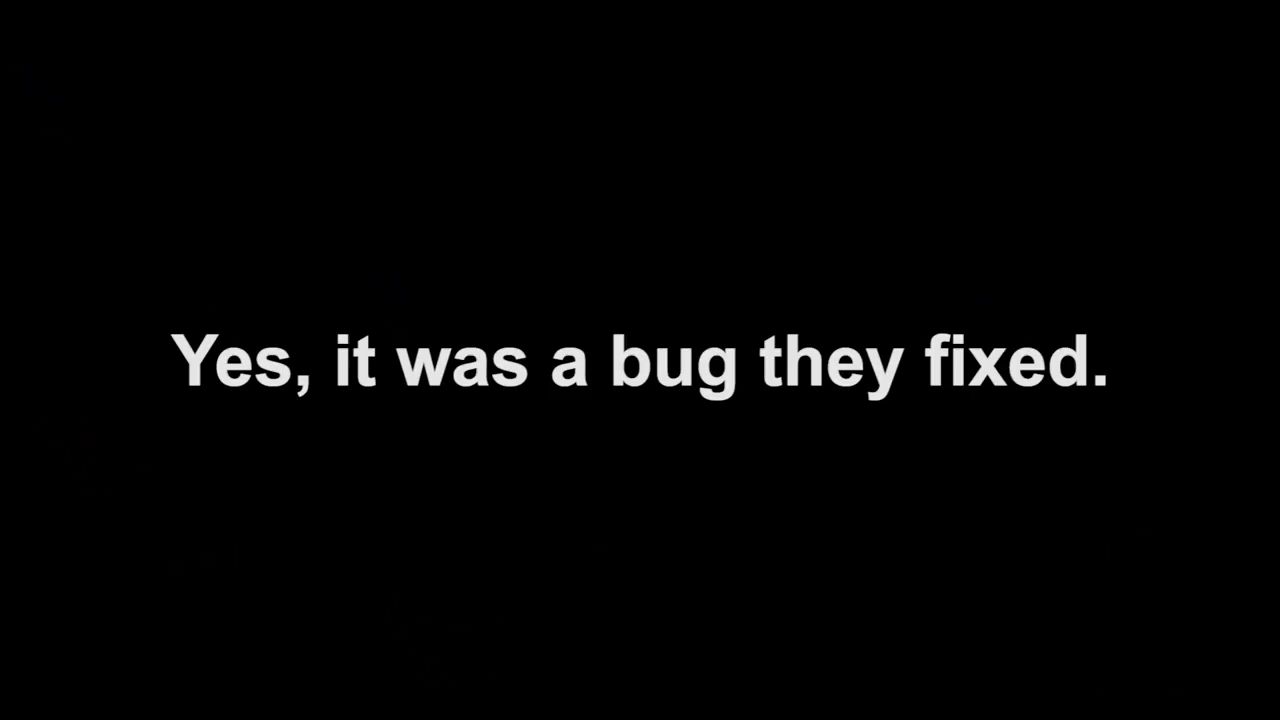 Yes, it was a bug they fixed.